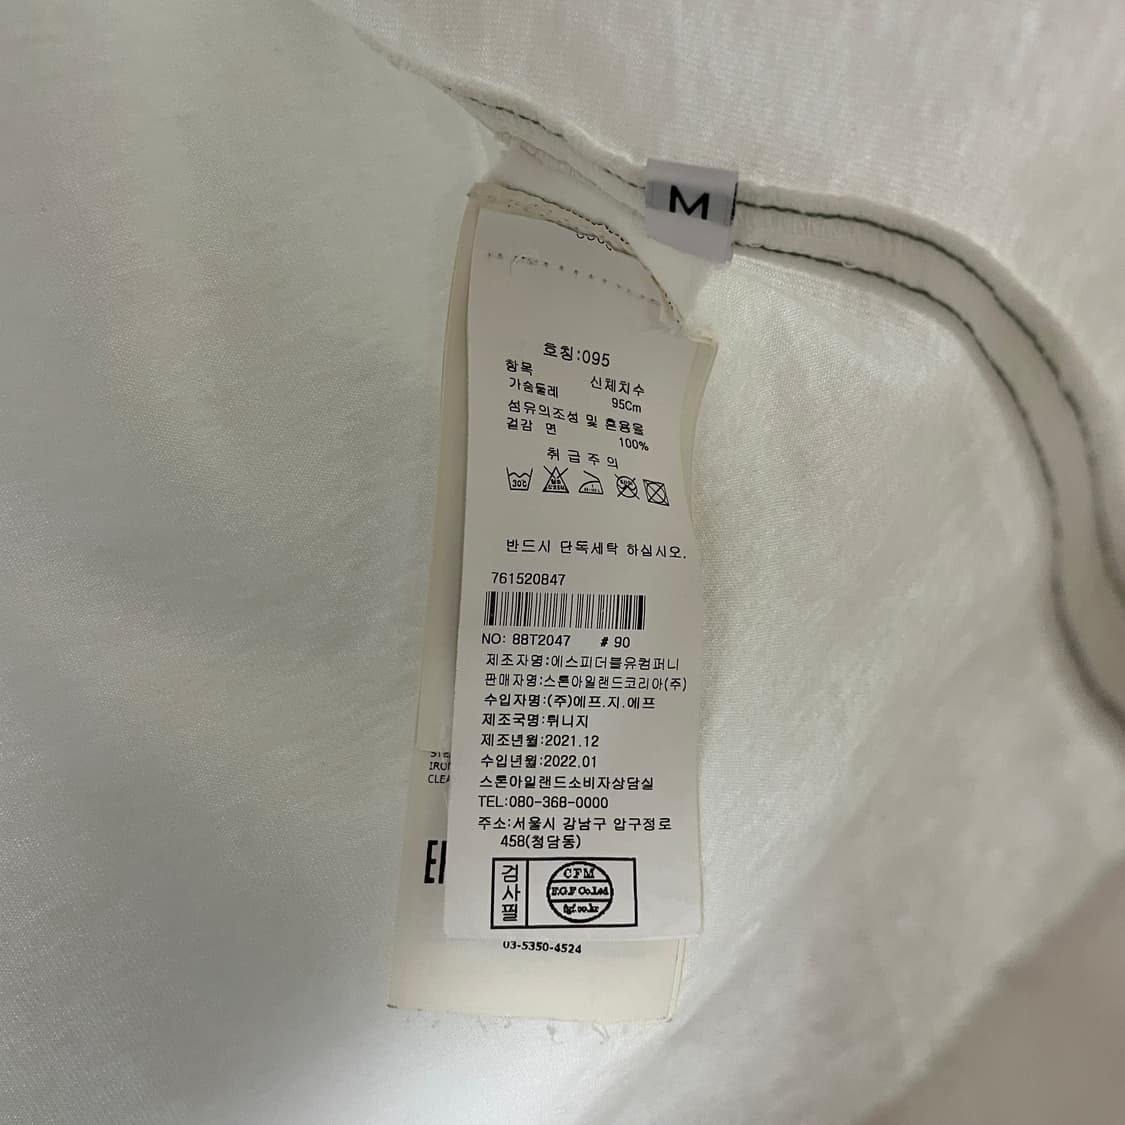 M
호칭:095
항목 신체치수
가슴둘레 95Cm
섬유의조성 및 혼용율
겉감 면 100%
취급주의
30℃
반드시 단독세탁 하십시오.
761520847
NO: 88T2047 # 90
제조자명:에스피더블유컴퍼니
판매자명:스톤아일랜드코리아(주)
수입자명:(주)에프.지.에프
제조국명:튀니지
제조년월:2021.12
수입년월:2022.01
스톤아일랜드소비자상담실
TEL:080-368-0000
주소:서울시 강남구 압구정로
458(청담동)
검사필
CFM
F.G.F Co.Ltd
fgf.co.kr
03-5350-4524